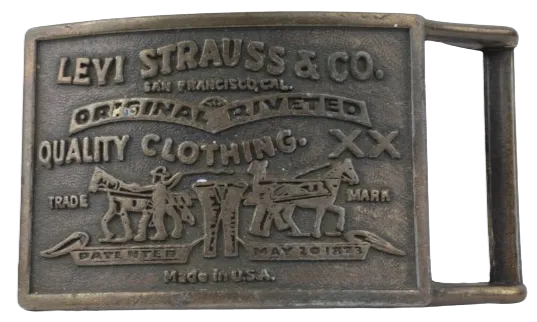 LEVI STRAUSS & CO.
SAN FRANCISCO, CAL.
ORIGINAL RIVETED
QUALITY CLOTHING. XX
TRADE MARK
PATENTED MAY 20 1873
Made in U.S.A.